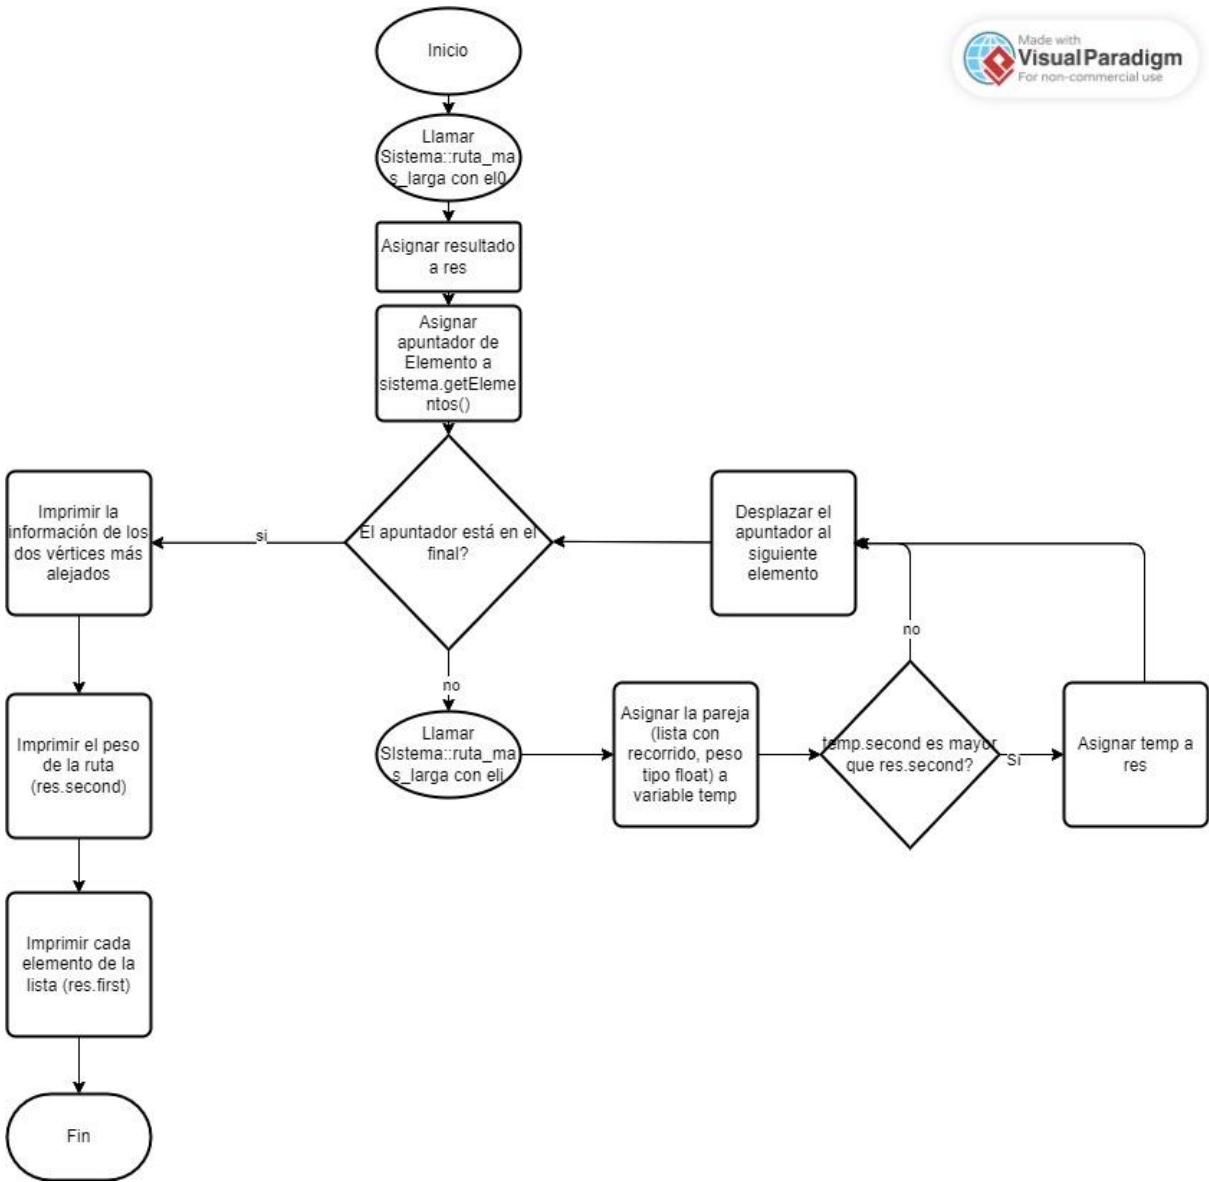 Inicio
Made with
Visual Paradigm
For non-commercial use
Llamar
Sistema::ruta_ma
s_larga con el0
Asignar resultado
a res
Asignar
apuntador de
Elemento a
sistema.getEleme
ntos()
Imprimir la
información de los
dos vértices más
alejados
si
El apuntador está en el
final?
Desplazar el
apuntador al
siguiente
elemento
no
no
Imprimir el peso
de la ruta
(res.second)
Llamar
SIstema::ruta_ma
s_larga con eli
Asignar la pareja
(lista con
recorrido, peso
tipo float) a
variable temp
temp.second es mayor
que res.second?
Sí
Asignar temp a
res
Imprimir cada
elemento de la
lista (res.first)
Fin